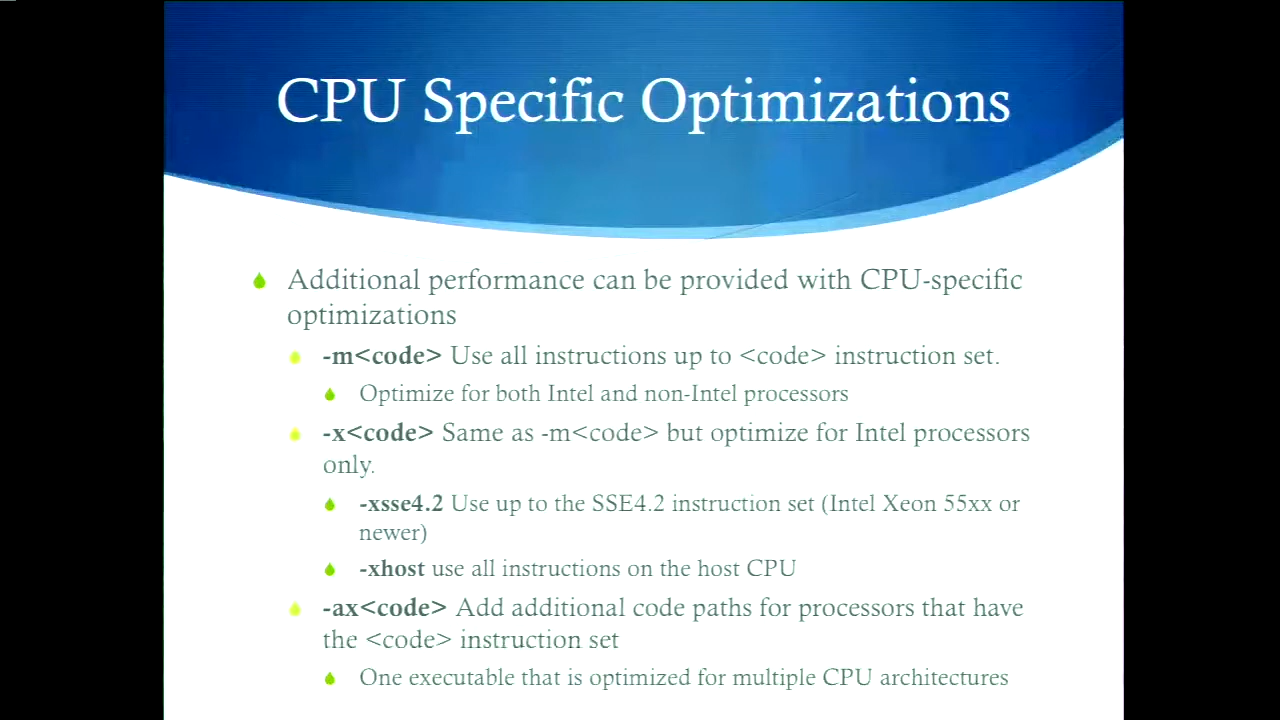 CPU Specific Optimizations
Additional performance can be provided with CPU-specific
optimizations
-m<code> Use all instructions up to <code> instruction set.
Optimize for both Intel and non-Intel processors
-x<code> Same as -m<code> but optimize for Intel processors
only.
-xsse4.2 Use up to the SSE4.2 instruction set (Intel Xeon 55xx or
newer)
-xhost use all instructions on the host CPU
-ax<code> Add additional code paths for processors that have
the <code> instruction set
One executable that is optimized for multiple CPU architectures